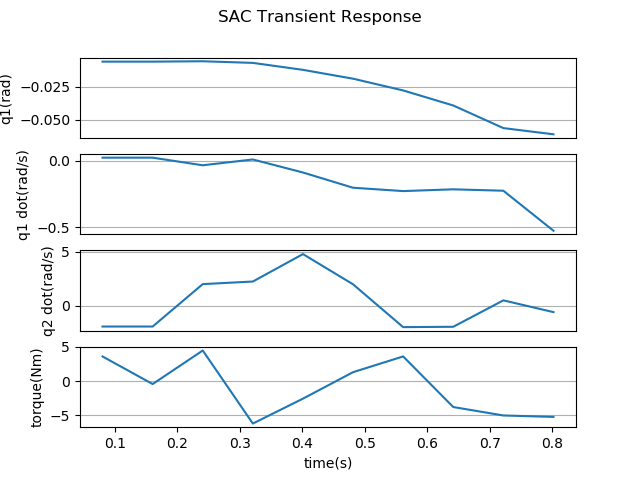 SAC Transient Response
q1(rad)
−0.025
−0.050
q1 dot(rad/s)
0.0
−0.5
q2 dot(rad/s)
5
0
torque(Nm)
5
0
−5
0.1 0.2 0.3 0.4 0.5 0.6 0.7 0.8
time(s)